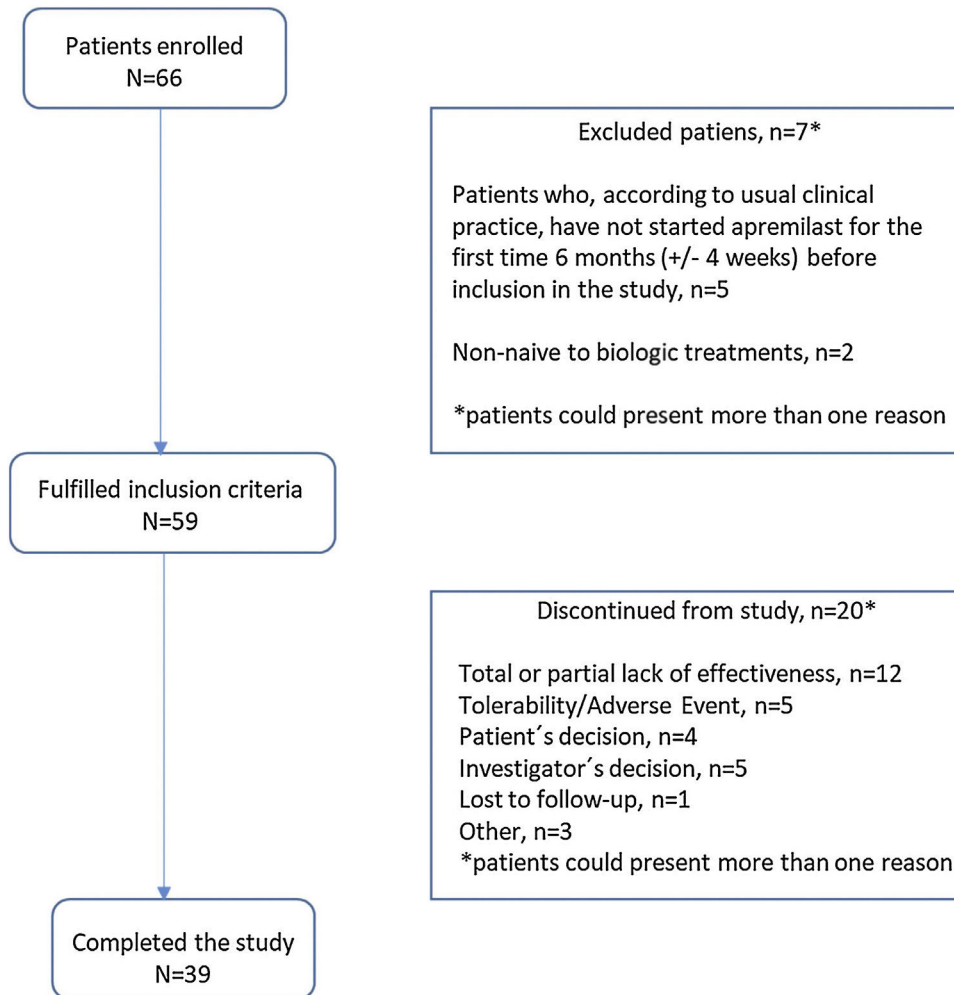 Patients enrolled
N=66
Excluded patiens, n=7*
Patients who, according to usual clinical
practice, have not started apremilast for the
first time 6 months (+/- 4 weeks) before
inclusion in the study, n=5
Non-naive to biologic treatments, n=2
*patients could present more than one reason
Fulfilled inclusion criteria
N=59
Discontinued from study, n=20*
Total or partial lack of effectiveness, n=12
Tolerability/Adverse Event, n=5
Patient´s decision, n=4
Investigator´s decision, n=5
Lost to follow-up, n=1
Other, n=3
*patients could present more than one reason
Completed the study
N=39